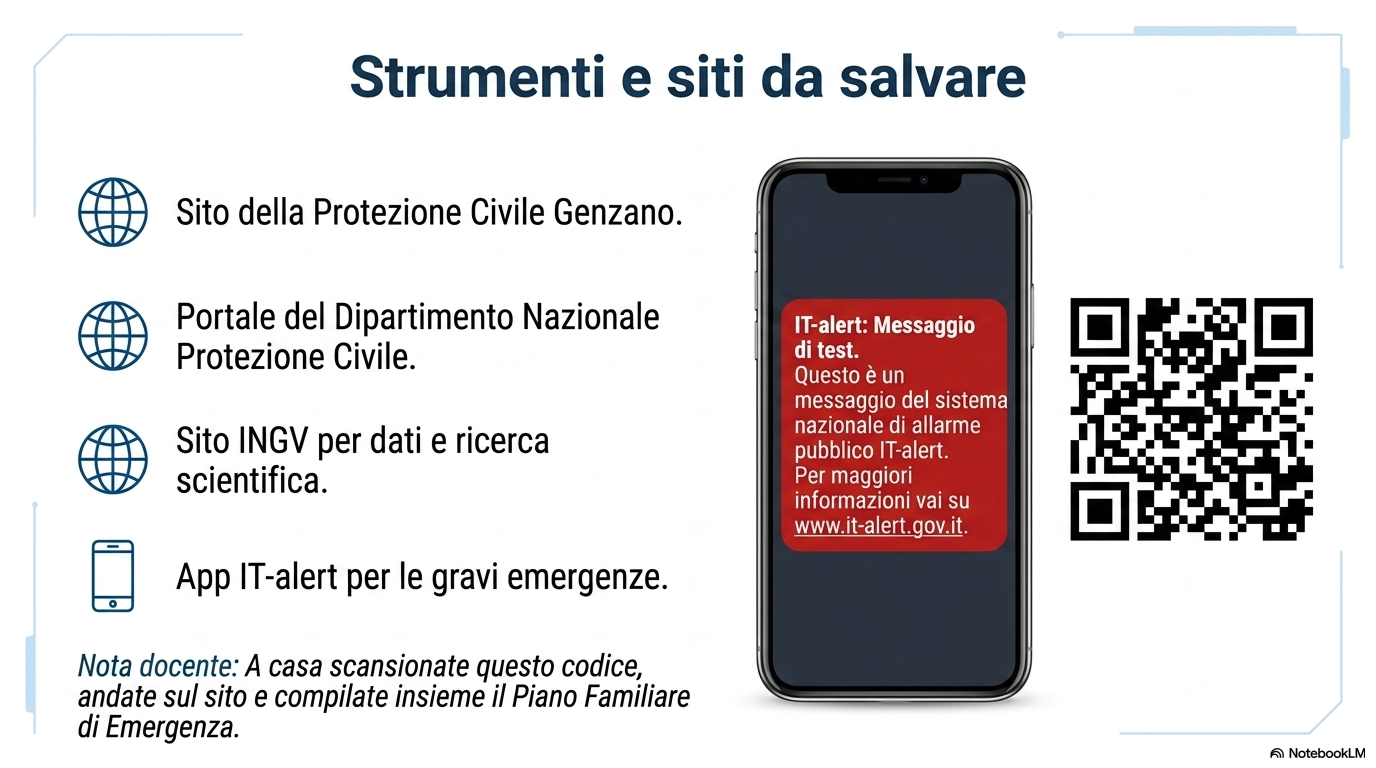 Strumenti e siti da salvare
Sito della Protezione Civile Genzano.
Portale del Dipartimento Nazionale
Protezione Civile.
Sito INGV per dati e ricerca
scientifica.
App IT-alert per le gravi emergenze.
Nota docente: A casa scansionate questo codice,
andate sul sito e compilate insieme il Piano Familiare
di Emergenza.
IT-alert: Messaggio
di test.
Questo è un
messaggio del sistema
nazionale di allarme
pubblico IT-alert.
Per maggiori
informazioni vai su
www.it-alert.gov.it.
NotebookLM